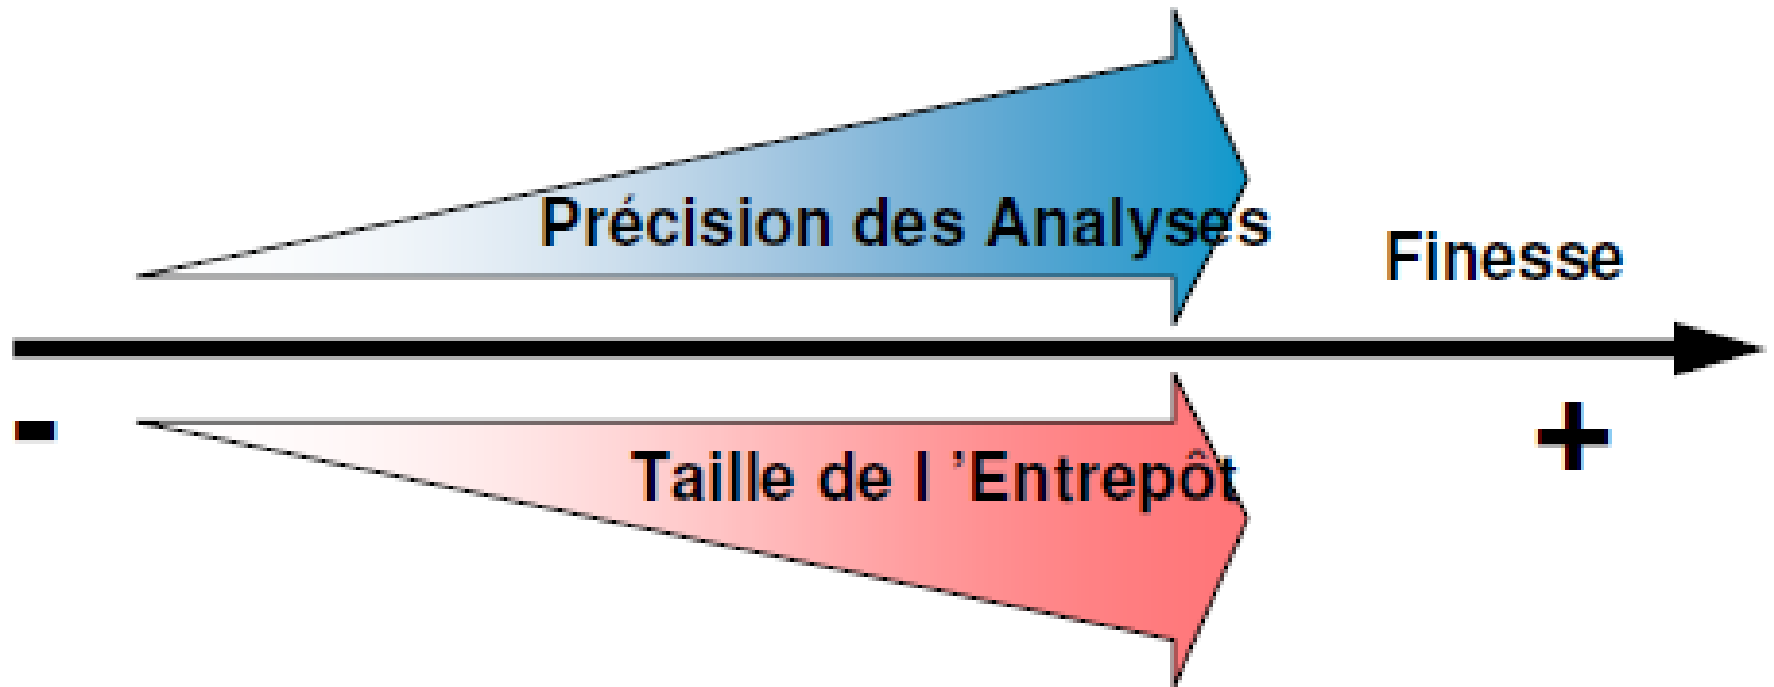 Précision des Analyses
Finesse
-
+
Taille de l ’Entrepôt